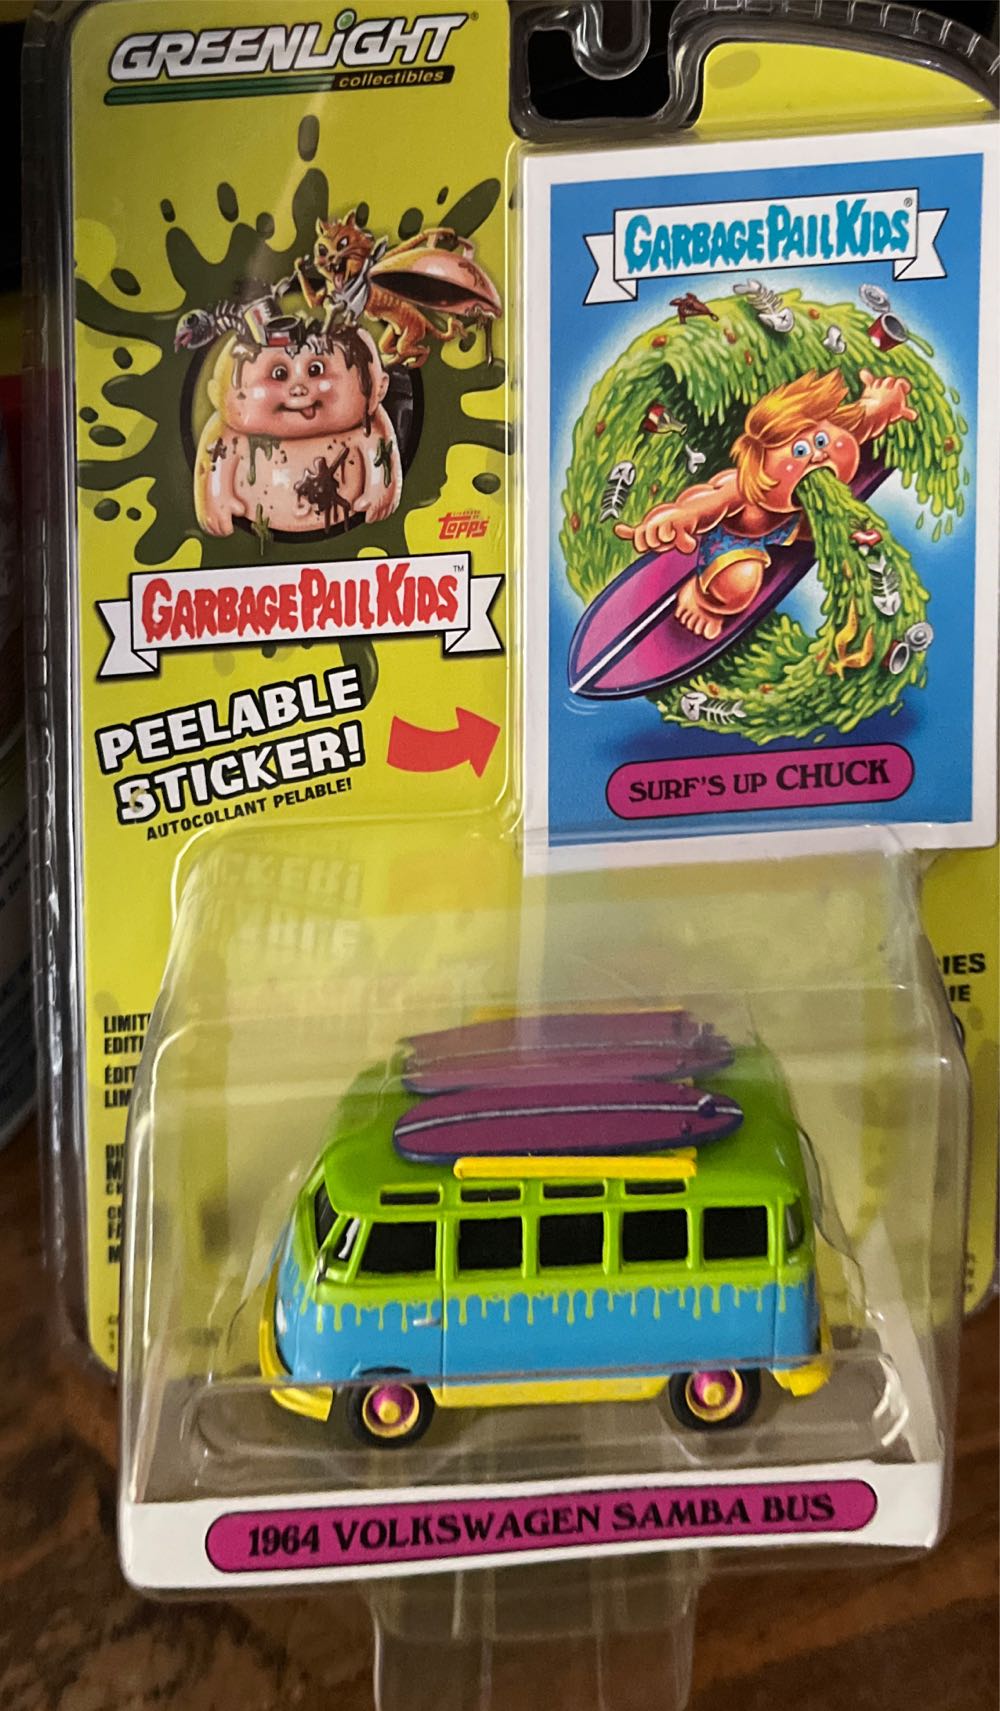 GREENLiGHT
collectibles
GARBAGE PAIL KIDS
TOPPS
GARBAGE PAIL KIDS
PEELABLE
STICKER!
AUTOCOLLANT PELABLE!
SURF'S UP CHUCK
1964 VOLKSWAGEN SAMBA BUS